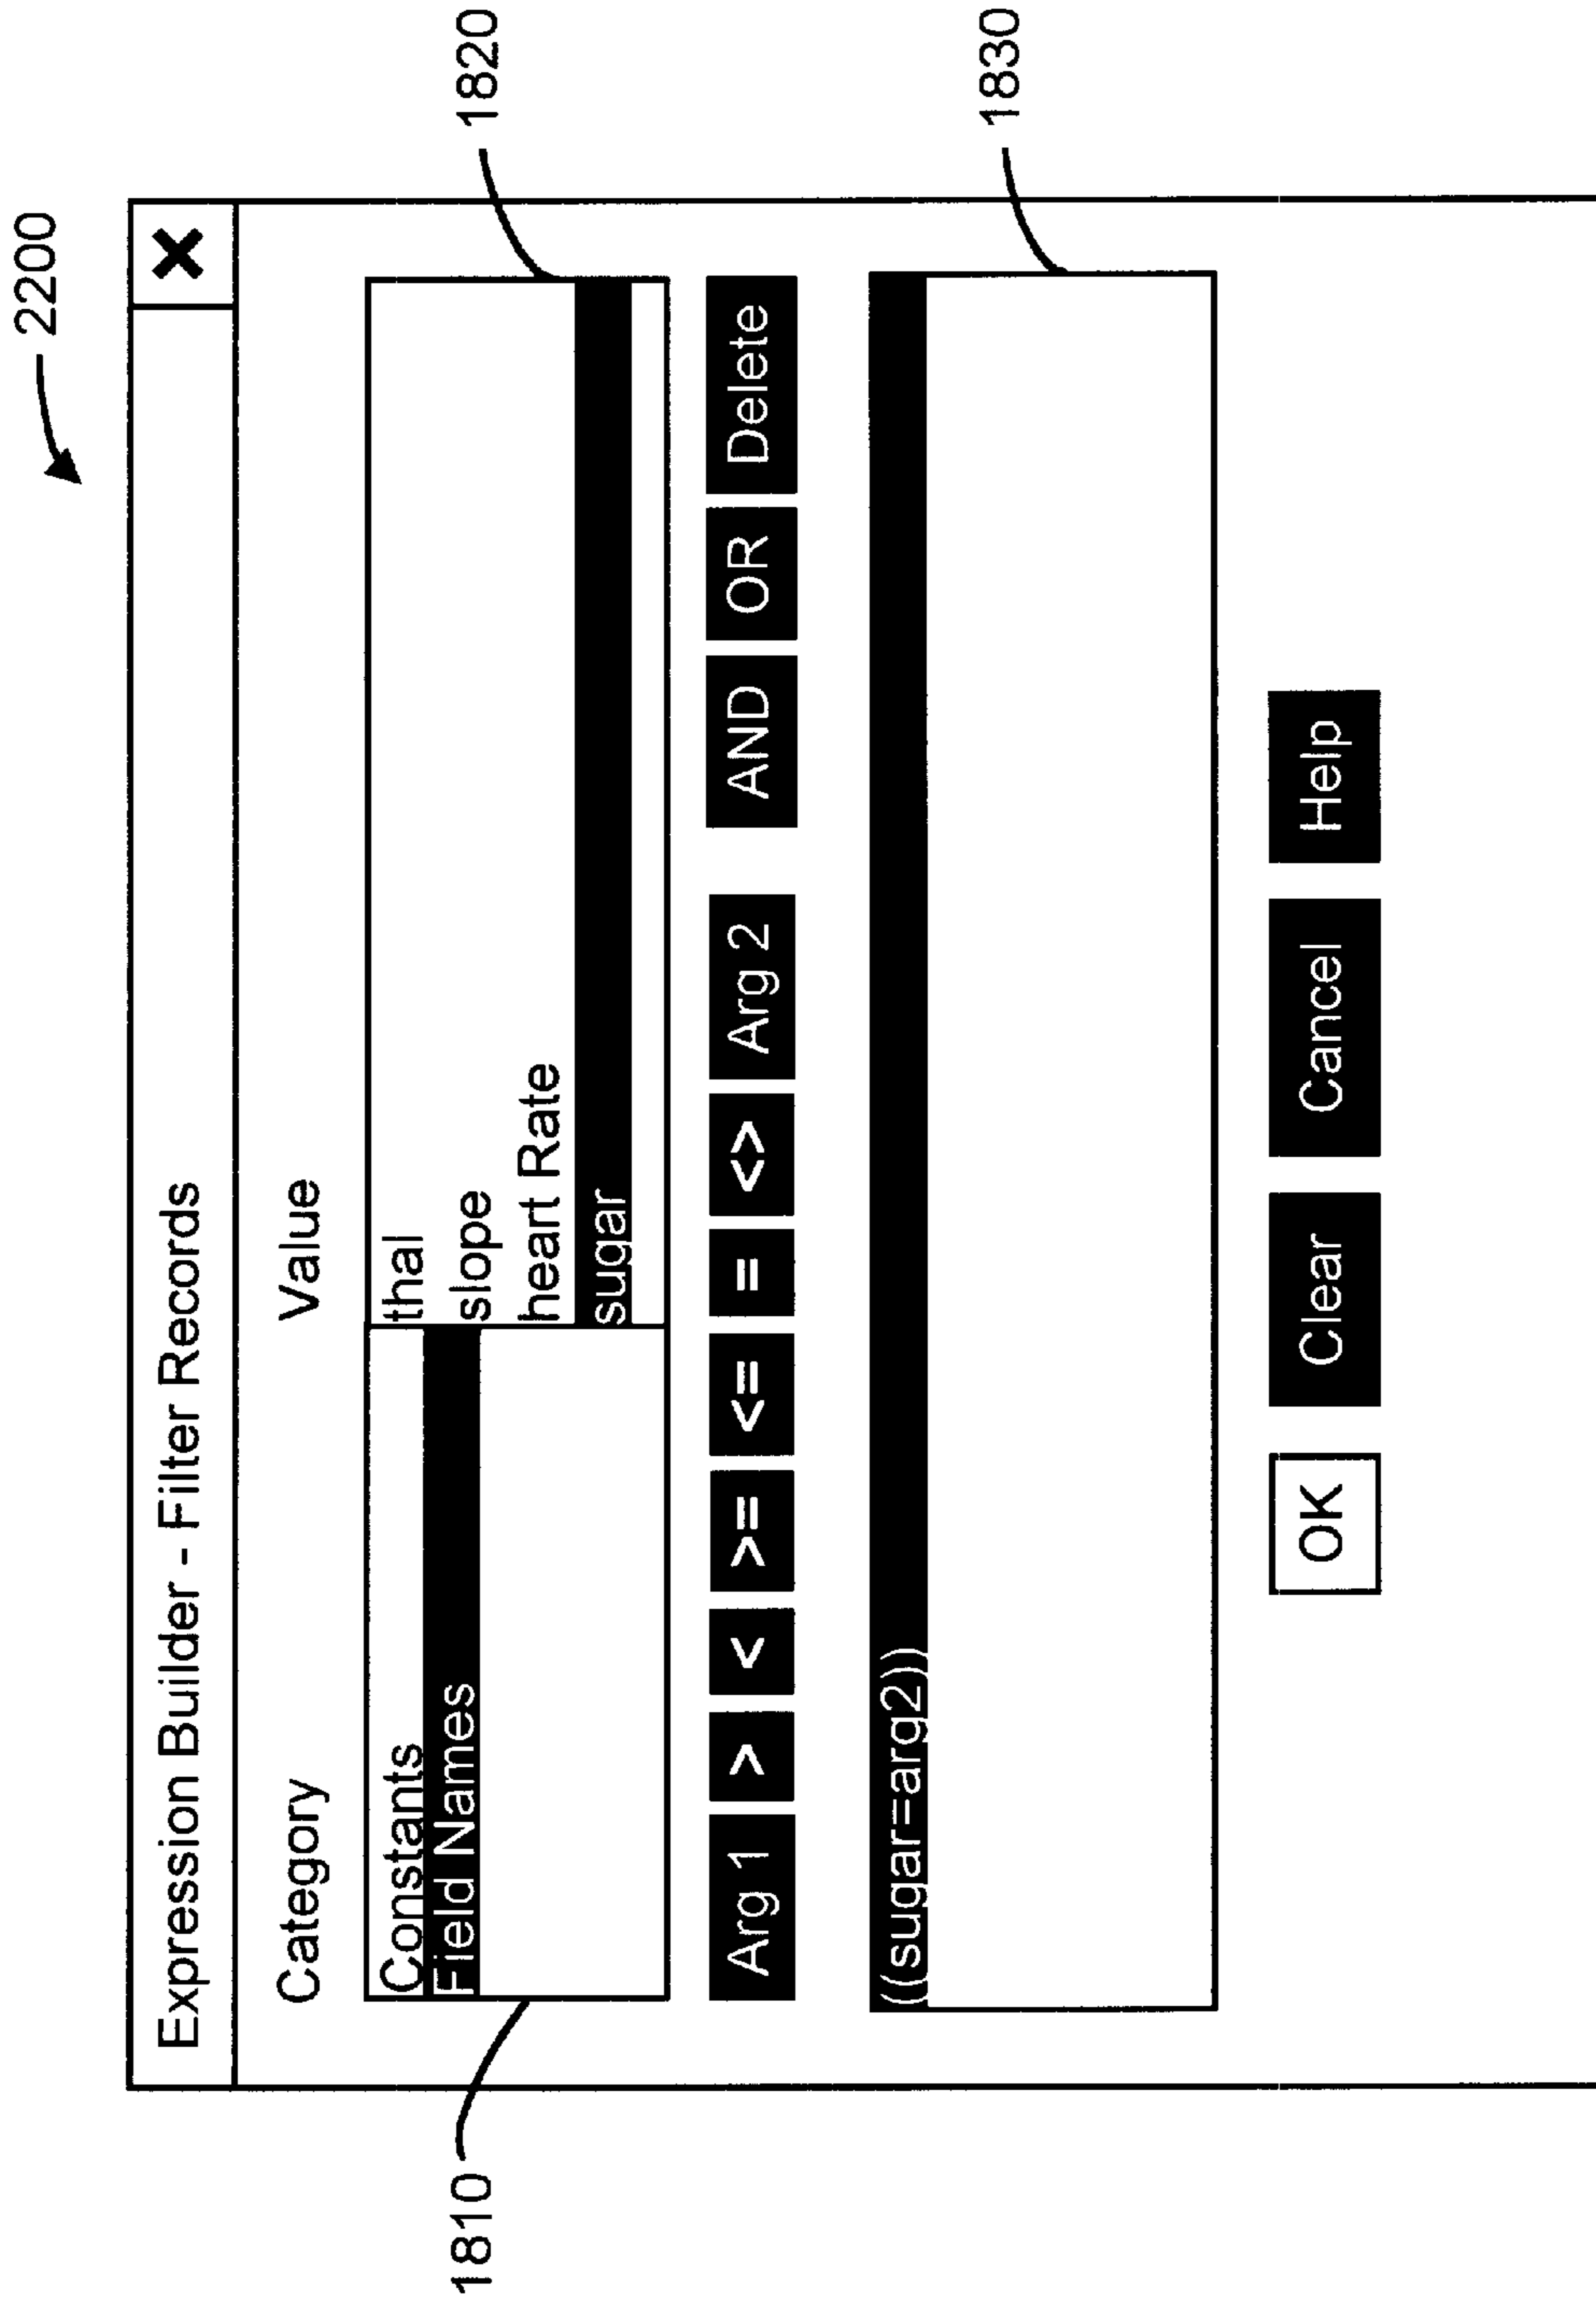 2200
Expression Builder - Filter Records
Category Value
Constants
Field Names
thal
slope
heart Rate
sugar
1810
1820
Arg 1 > < >= <= = <> Arg 2 AND OR Delete
((sugar=arg2))
1830
OK Clear Cancel Help